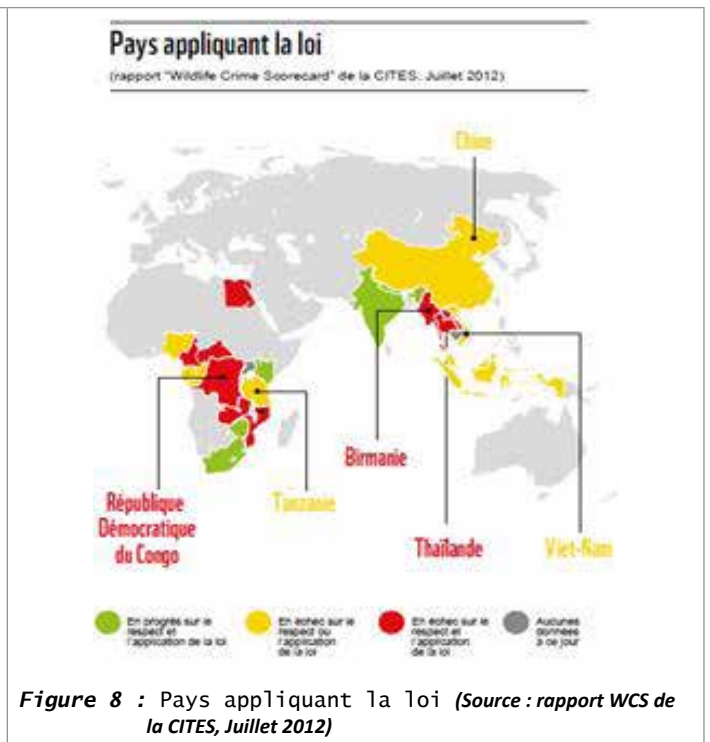 Pays appliquant la loi
(rapport "Wildlife Crime Scorecard" de la CITES. Juillet 2012)
Chine
Birmanie
République
Démocratique
du Congo
Tanzanie
Thaïlande
Viet-Nam
En progrès sur le
respect et
l'application de la loi
En échec sur le
respect ou
l'application
de la loi
En échec sur le
respect et
l'application
de la loi
Aucunes
données
à ce jour
Figure 8 : Pays appliquant la loi (Source : rapport WCS de
la CITES, Juillet 2012)